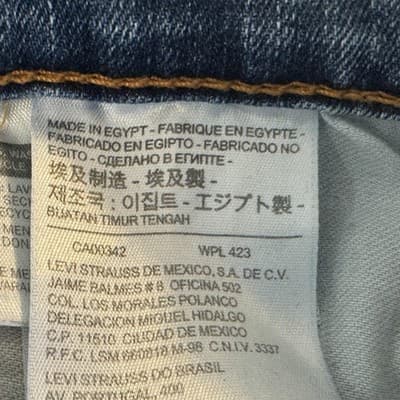 MADE IN EGYPT - FABRIQUE EN EGYPTE -
FABRICADO EN EGIPTO - FABRICADO NO
EGITO - СДЕЛАНО В ЕГИПТЕ -
埃及制造 - 埃及製 -
제조국 : 이집트 - エジプト製 -
BUATAN TIMUR TENGAH
CA00342 WPL 423
LEVI STRAUSS DE MEXICO, S.A. DE C.V.
JAIME BALMES # 8 OFICINA 502
COL. LOS MORALES POLANCO
DELEGACION MIGUEL HIDALGO
C.P. 11510 CIUDAD DE MEXICO
R.F.C. LSM 660818 M-98 C.N.I.V. 3337
LEVI STRAUSS DO BRASIL
AV. PORTUGAL, 400